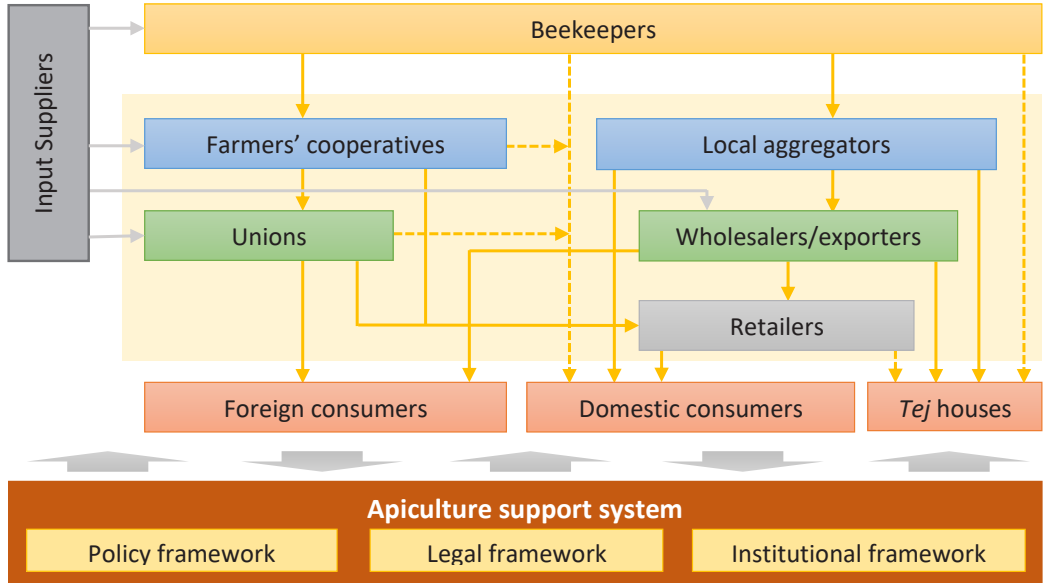 Input Suppliers
Beekeepers
Farmers’ cooperatives
Local aggregators
Unions
Wholesalers/exporters
Retailers
Foreign consumers
Domestic consumers
Tej houses
Apiculture support system
Policy framework
Legal framework
Institutional framework